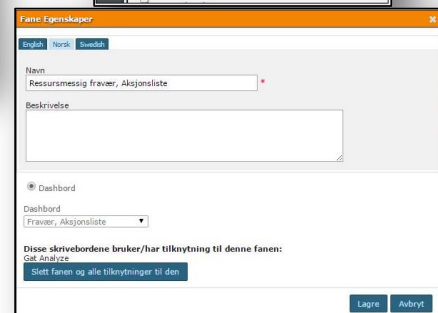 Fane Egenskaper
English Norsk Swedish
Navn
Ressursmessig fravær, Aksjonsliste *
Beskrivelse
Dashbord
Dashbord
Fravær, Aksjonsliste
Disse skrivebordene bruker/har tilknytning til denne fanen:
Gat Analyze
Slett fanen og alle tilknytninger til den
Lagre Avbryt